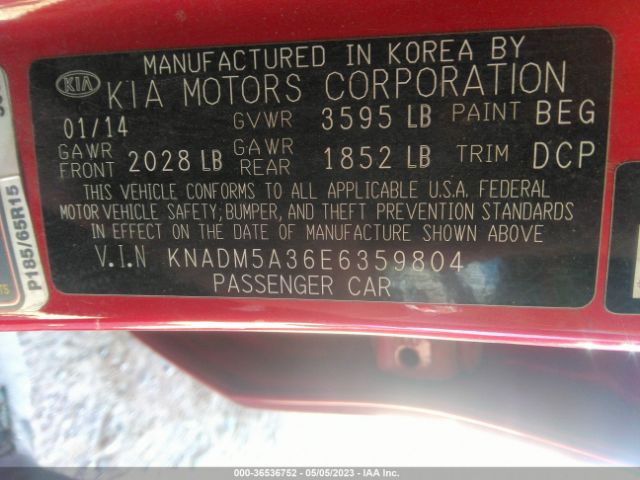 MANUFACTURED IN KOREA BY
KIA KIA MOTORS CORPORATION
01/14 GVWR 3595 LB PAINT BEG
GAWR FRONT 2028 LB GAWR REAR 1852 LB TRIM DCP
THIS VEHICLE CONFORMS TO ALL APPLICABLE U.S.A. FEDERAL
MOTOR VEHICLE SAFETY, BUMPER, AND THEFT PREVENTION STANDARDS
IN EFFECT ON THE DATE OF MANUFACTURE SHOWN ABOVE.
V.I.N KNADM5A36E6359804
PASSENGER CAR
P185/65R15
000-36536752 - 05/05/2023 - IAA Inc.